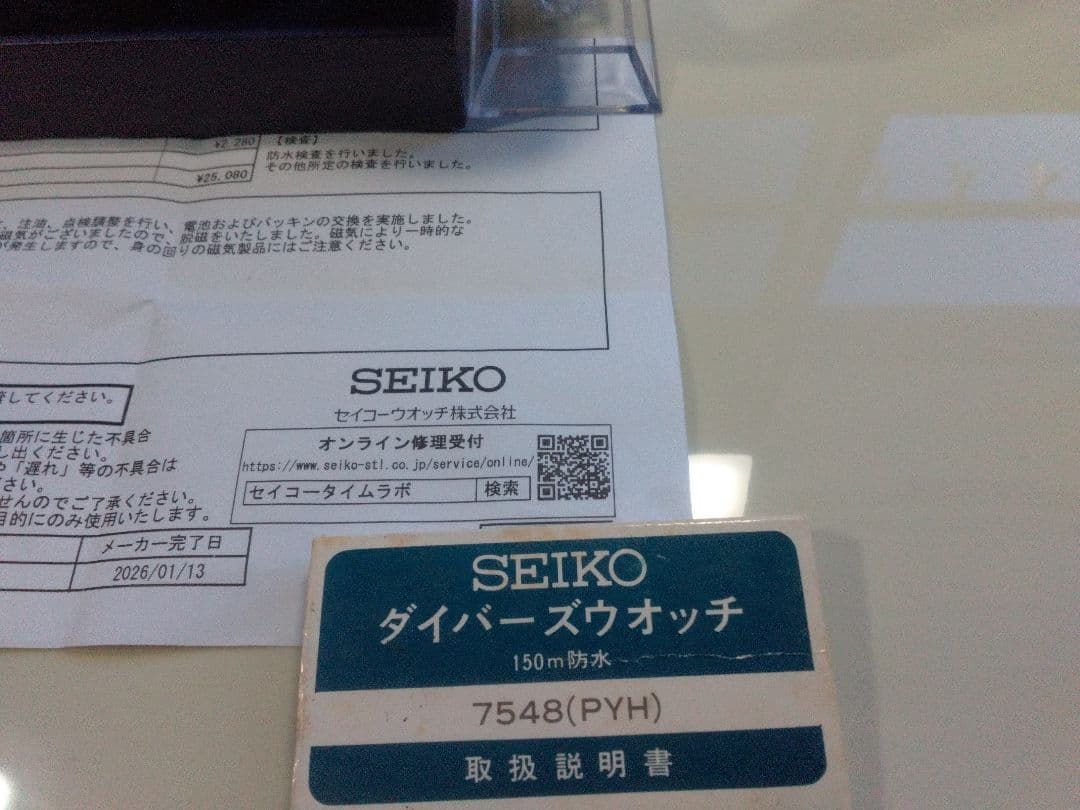 ¥2,280
【検査】
防水検査を行いました。
その他所定の検査を行いました。
¥25,080
、注油、点検調整を行い、電池およびパッキンの交換を実施しました。
磁気がございましたので、脱磁をいたしました。磁気により一時的な
が発生しますので、身の回りの磁気製品にはご注意ください。
してください。
SEIKO
セイコーウオッチ株式会社
オンライン修理受付
https://www.seiko-stl.co.jp/service/online/
セイコータイムラボ 検索
箇所に生じた不具合
し出ください。
や「遅れ」等の不具合は
さい。
せんのでご了承ください。
目的にのみ使用いたします。
メーカー完了日
2026/01/13
SEIKO
ダイバーズウオッチ
150m防水
7548(PYH)
取扱説明書